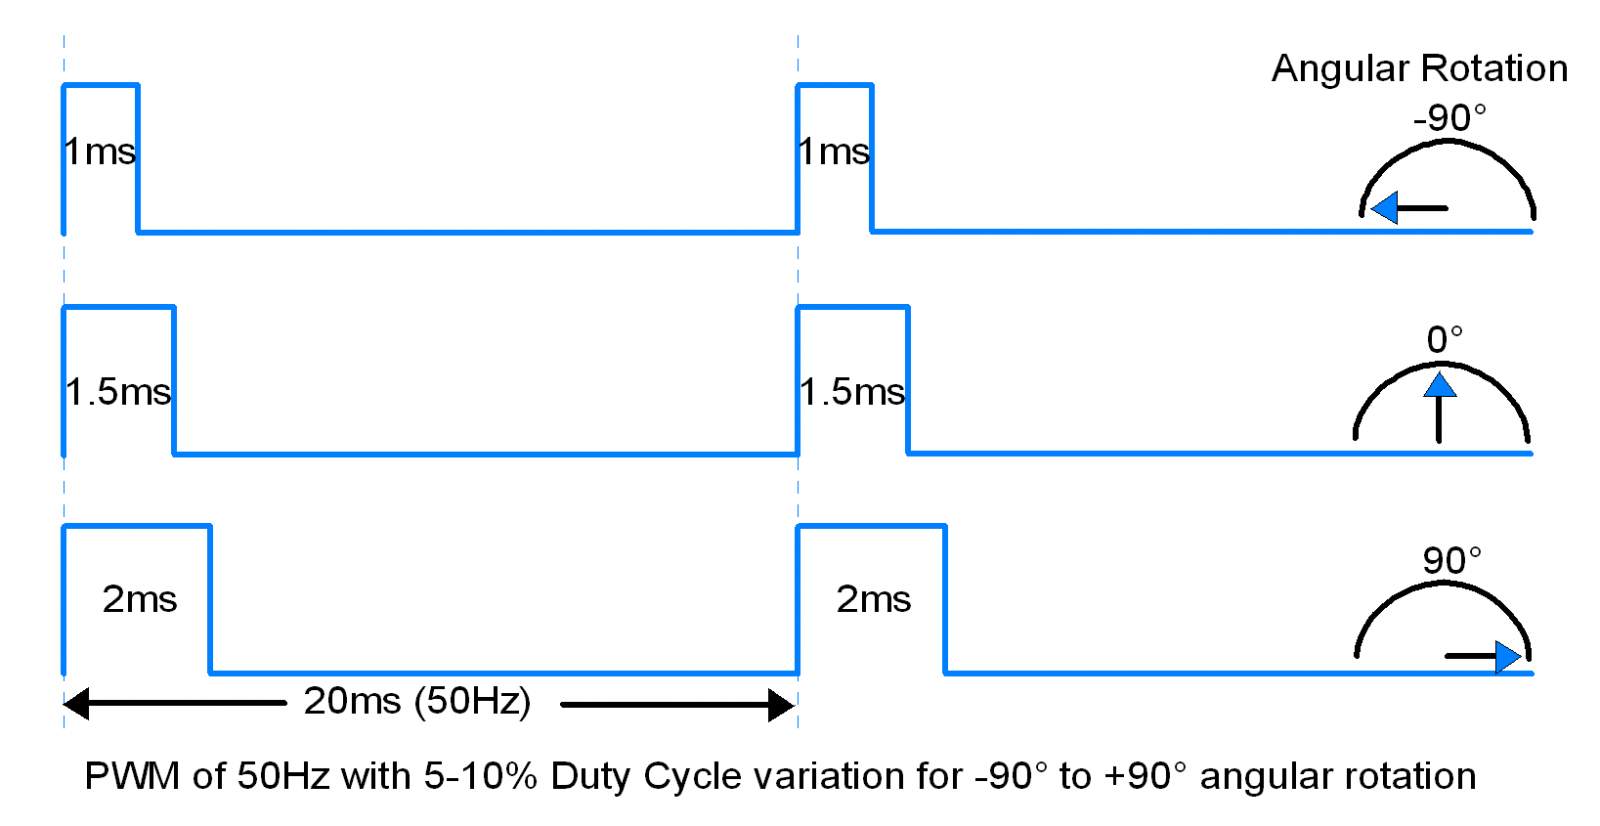 Angular Rotation
-90°
1ms
1ms
0°
1.5ms
1.5ms
90°
2ms
2ms
20ms (50Hz)
PWM of 50Hz with 5-10% Duty Cycle variation for -90° to +90° angular rotation